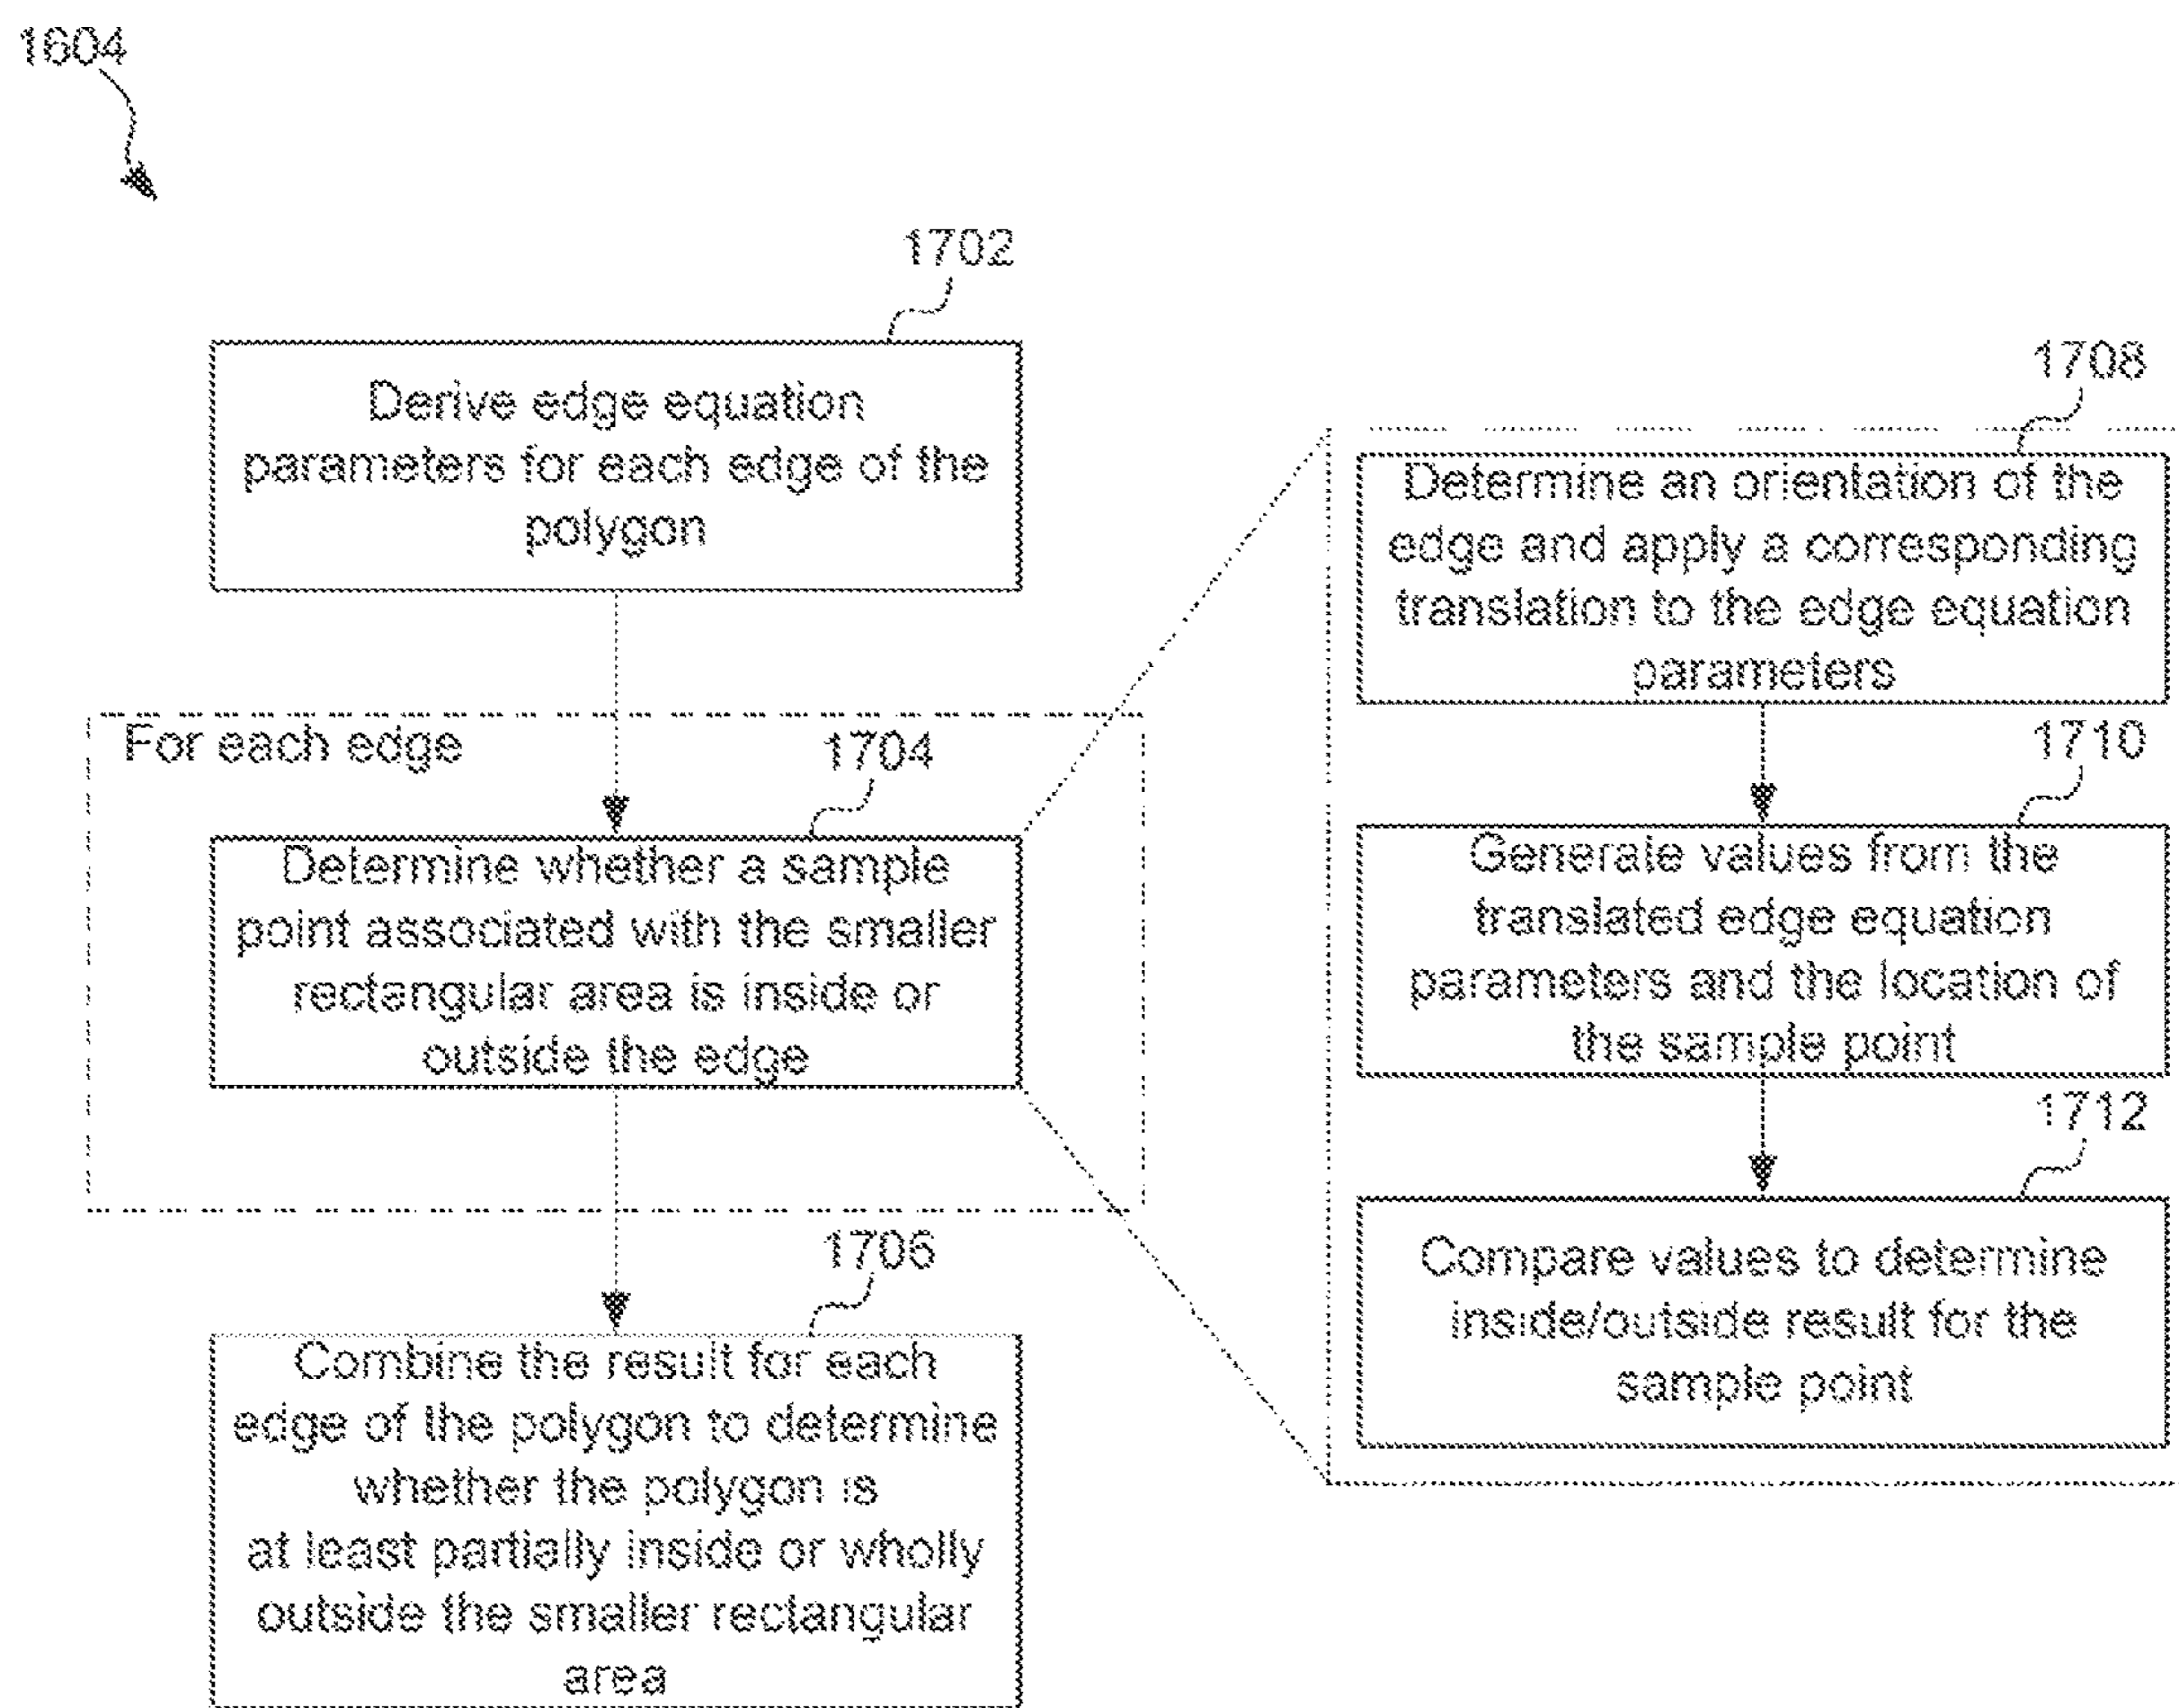 1604
1702
Derive edge equation
parameters for each edge of the
polygon
For each edge
1704
Determine whether a sample
point associated with the smaller
rectangular area is inside or
outside the edge
1706
Combine the result for each
edge of the polygon to determine
whether the polygon is
at least partially inside or wholly
outside the smaller rectangular
area
1708
Determine an orientation of the
edge and apply a corresponding
translation to the edge equation
parameters
1710
Generate values from the
translated edge equation
parameters and the location of
the sample point
1712
Compare values to determine
inside/outside result for the
sample point